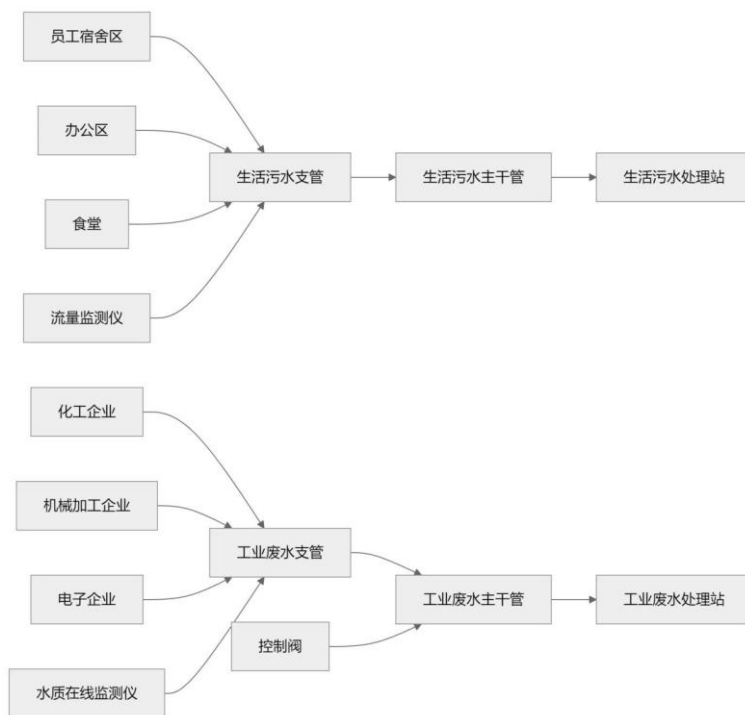 员工宿舍区
办公区
食堂
流量监测仪
生活污水支管
生活污水主干管
生活污水处理站
化工企业
机械加工企业
电子企业
水质在线监测仪
工业废水支管
控制阀
工业废水主干管
工业废水处理站